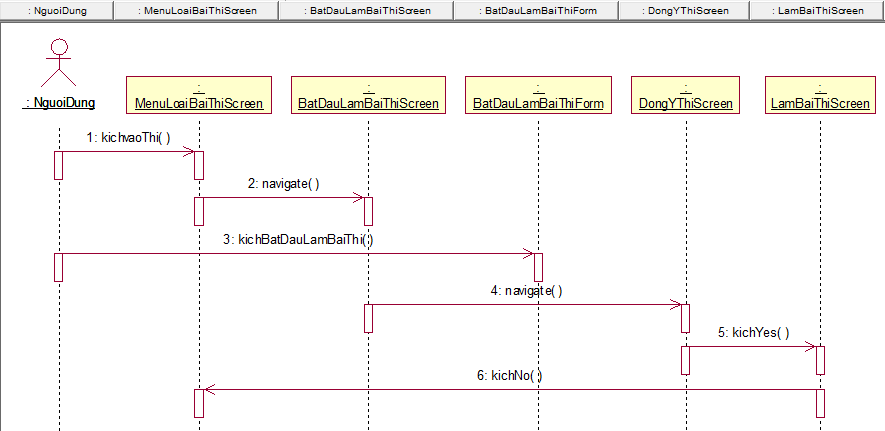 : NguoiDung : MenuLoaiBaiThiScreen : BatDauLamBaiThiScreen : BatDauLamBaiThiForm : DongYThiScreen : LamBaiThiScreen
: NguoiDung
:
MenuLoaiBaiThiScreen
:
BatDauLamBaiThiScreen
:
BatDauLamBaiThiForm
:
DongYThiScreen
:
LamBaiThiScreen
1: kichvaoThi( )
2: navigate( )
3: kichBatDauLamBaiThi( )
4: navigate( )
5: kichYes( )
6: kichNo( )